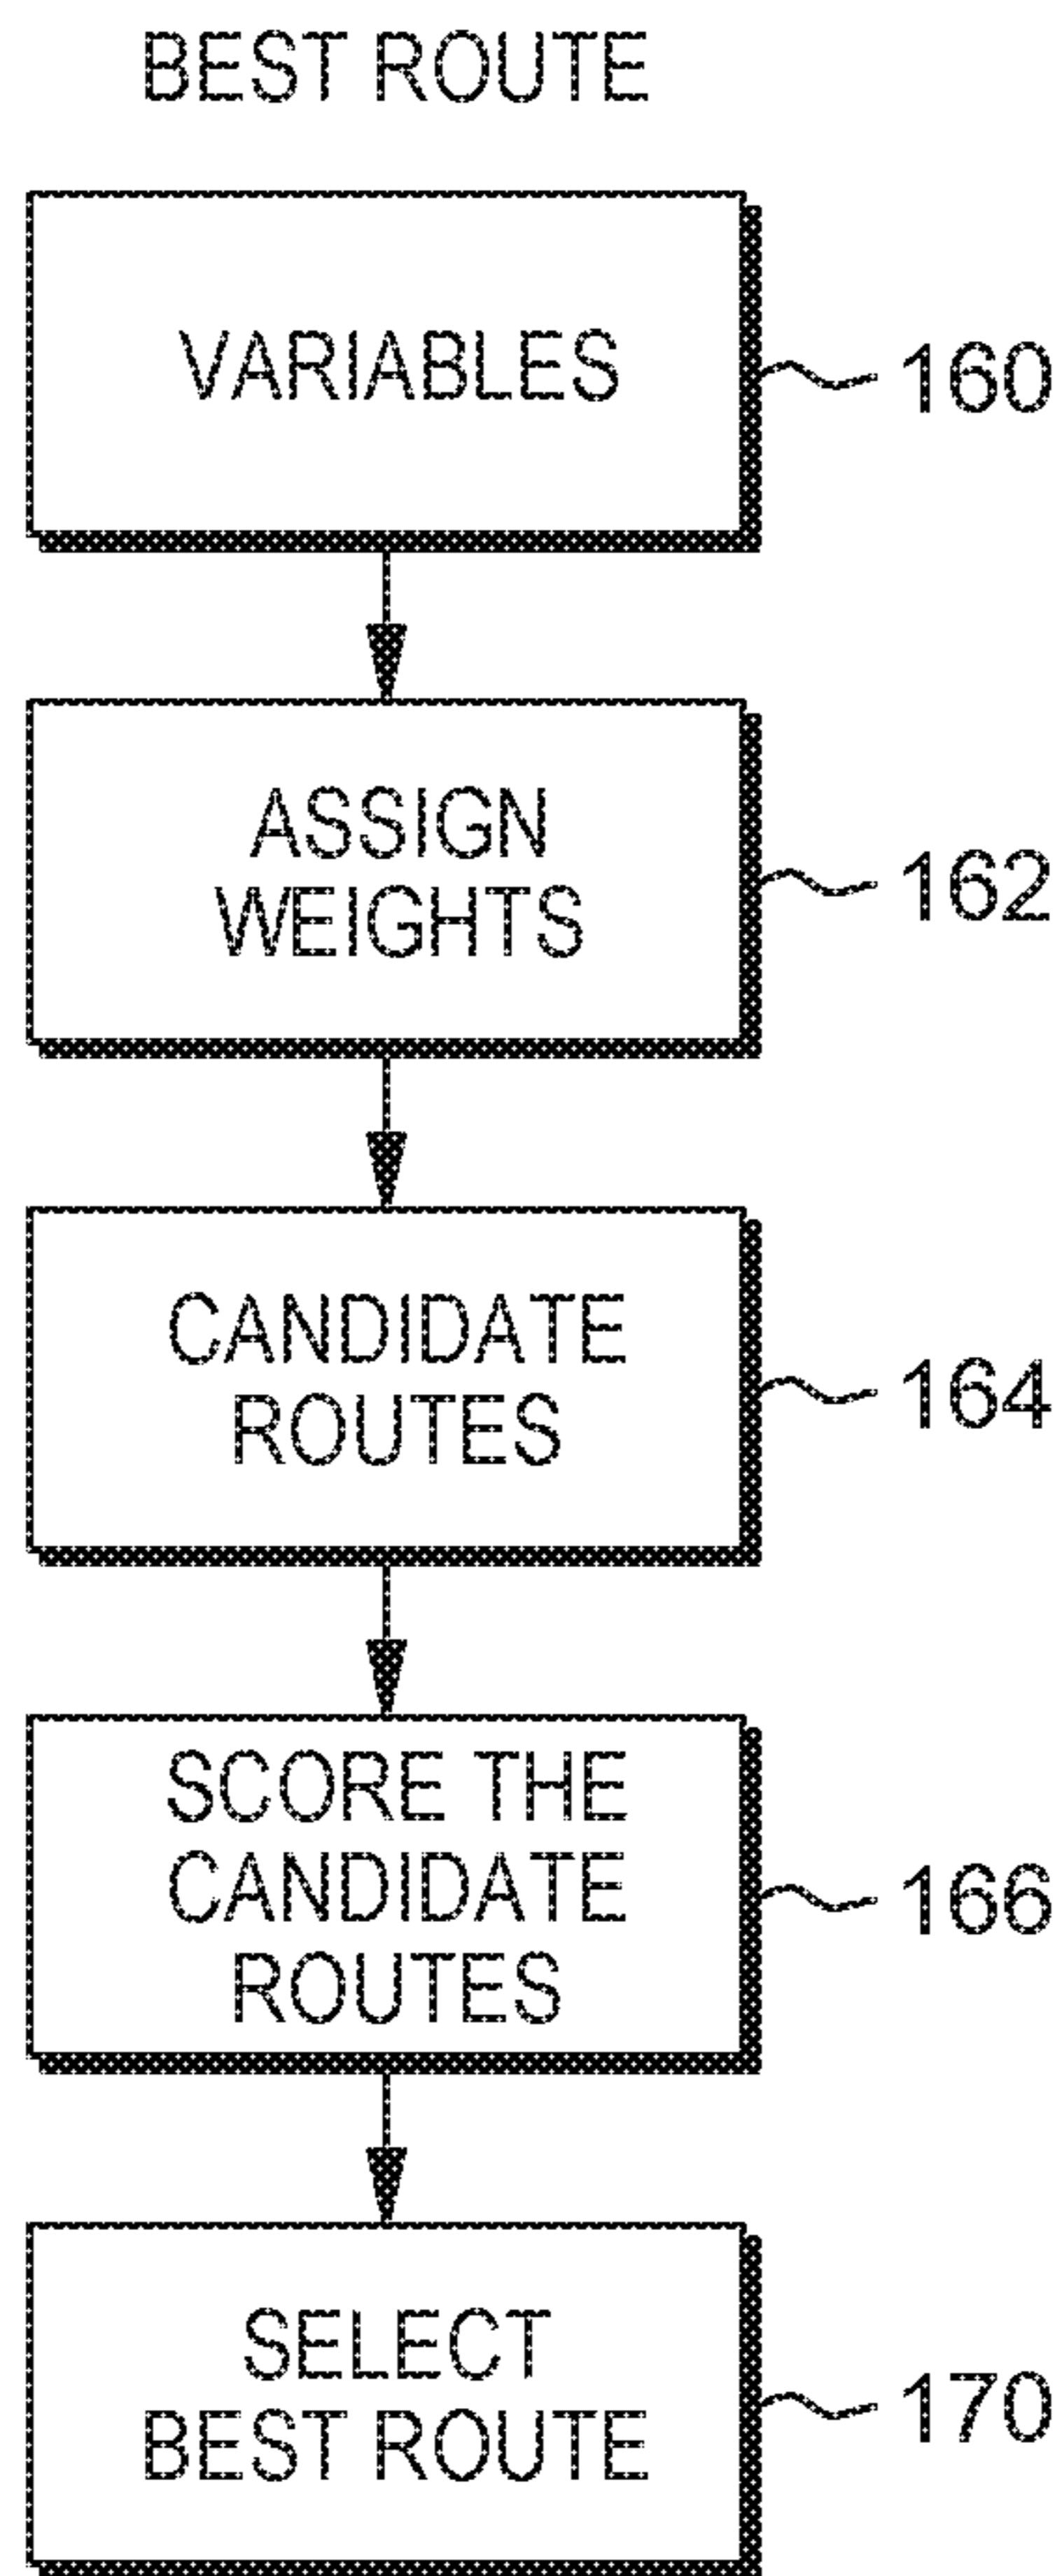 BEST ROUTE
VARIABLES
160
ASSIGN
WEIGHTS
162
CANDIDATE
ROUTES
164
SCORE THE
CANDIDATE
ROUTES
166
SELECT
BEST ROUTE
170